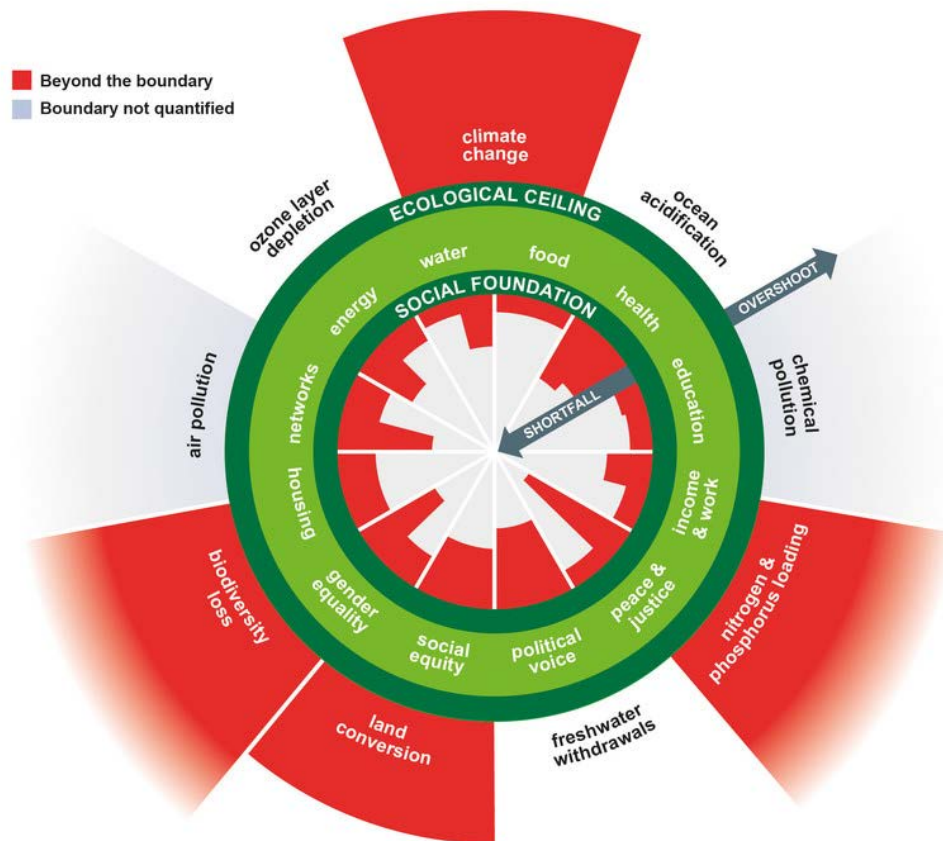 Beyond the boundary
Boundary not quantified
climate
change
ozone layer
depletion
ocean
acidification
ECOLOGICAL CEILING
water
food
energy
health
SOCIAL FOUNDATION
OVERSHOOT
SHORTFALL
networks
education
air pollution
chemical
pollution
housing
income
& work
biodiversity
loss
gender
equality
social
equity
political
voice
peace &
justice
nitrogen &
phosphorus loading
land
conversion
freshwater
withdrawals